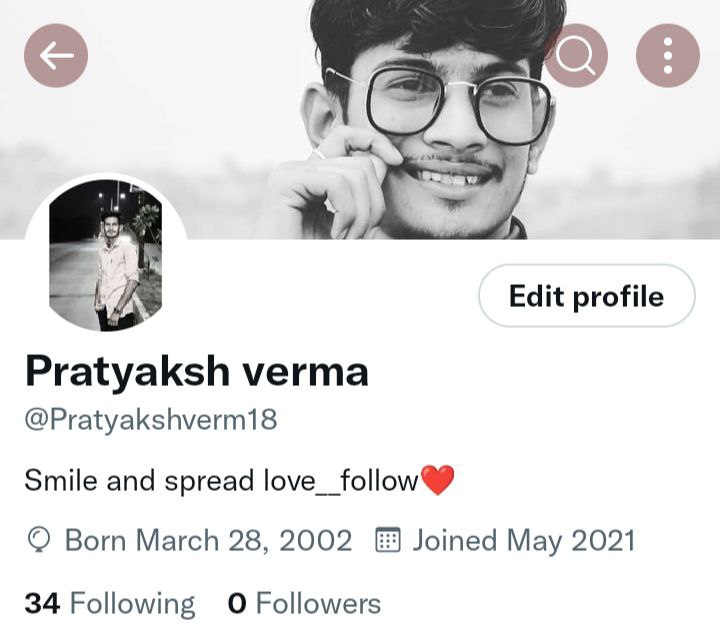 Edit profile
Pratyaksh verma
@Pratyakshverm18
Smile and spread love__follow❤️
Born March 28, 2002 Joined May 2021
34 Following 0 Followers